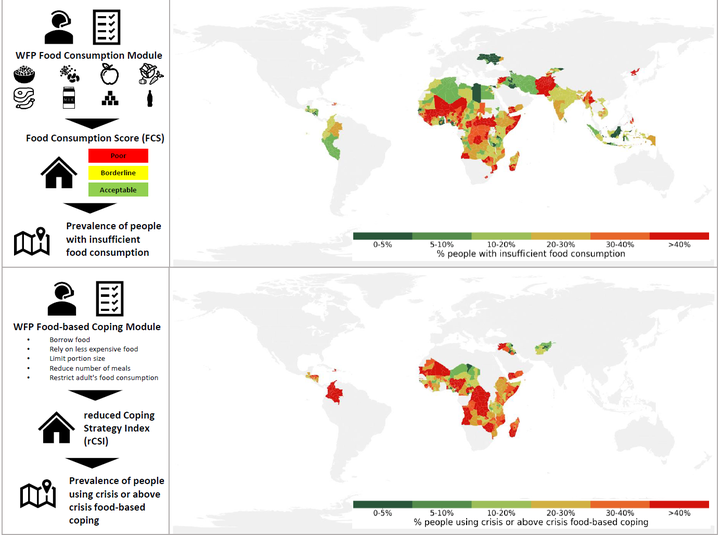 WFP Food Consumption Module
Food Consumption Score (FCS)
Poor
Borderline
Acceptable
Prevalence of people
with insufficient
food consumption
0-5%
5-10%
10-20%
20-30%
30-40%
>40%
% people with insufficient food consumption
WFP Food-based Coping Module
• Borrow food
• Rely on less expensive food
• Limit portion size
• Reduce number of meals
• Restrict adult's food consumption
reduced Coping
Strategy Index
(rCSI)
Prevalence of people
using crisis or above
crisis food-based
coping
0-5%
5-10%
10-20%
20-30%
30-40%
>40%
% people using crisis or above crisis food-based coping